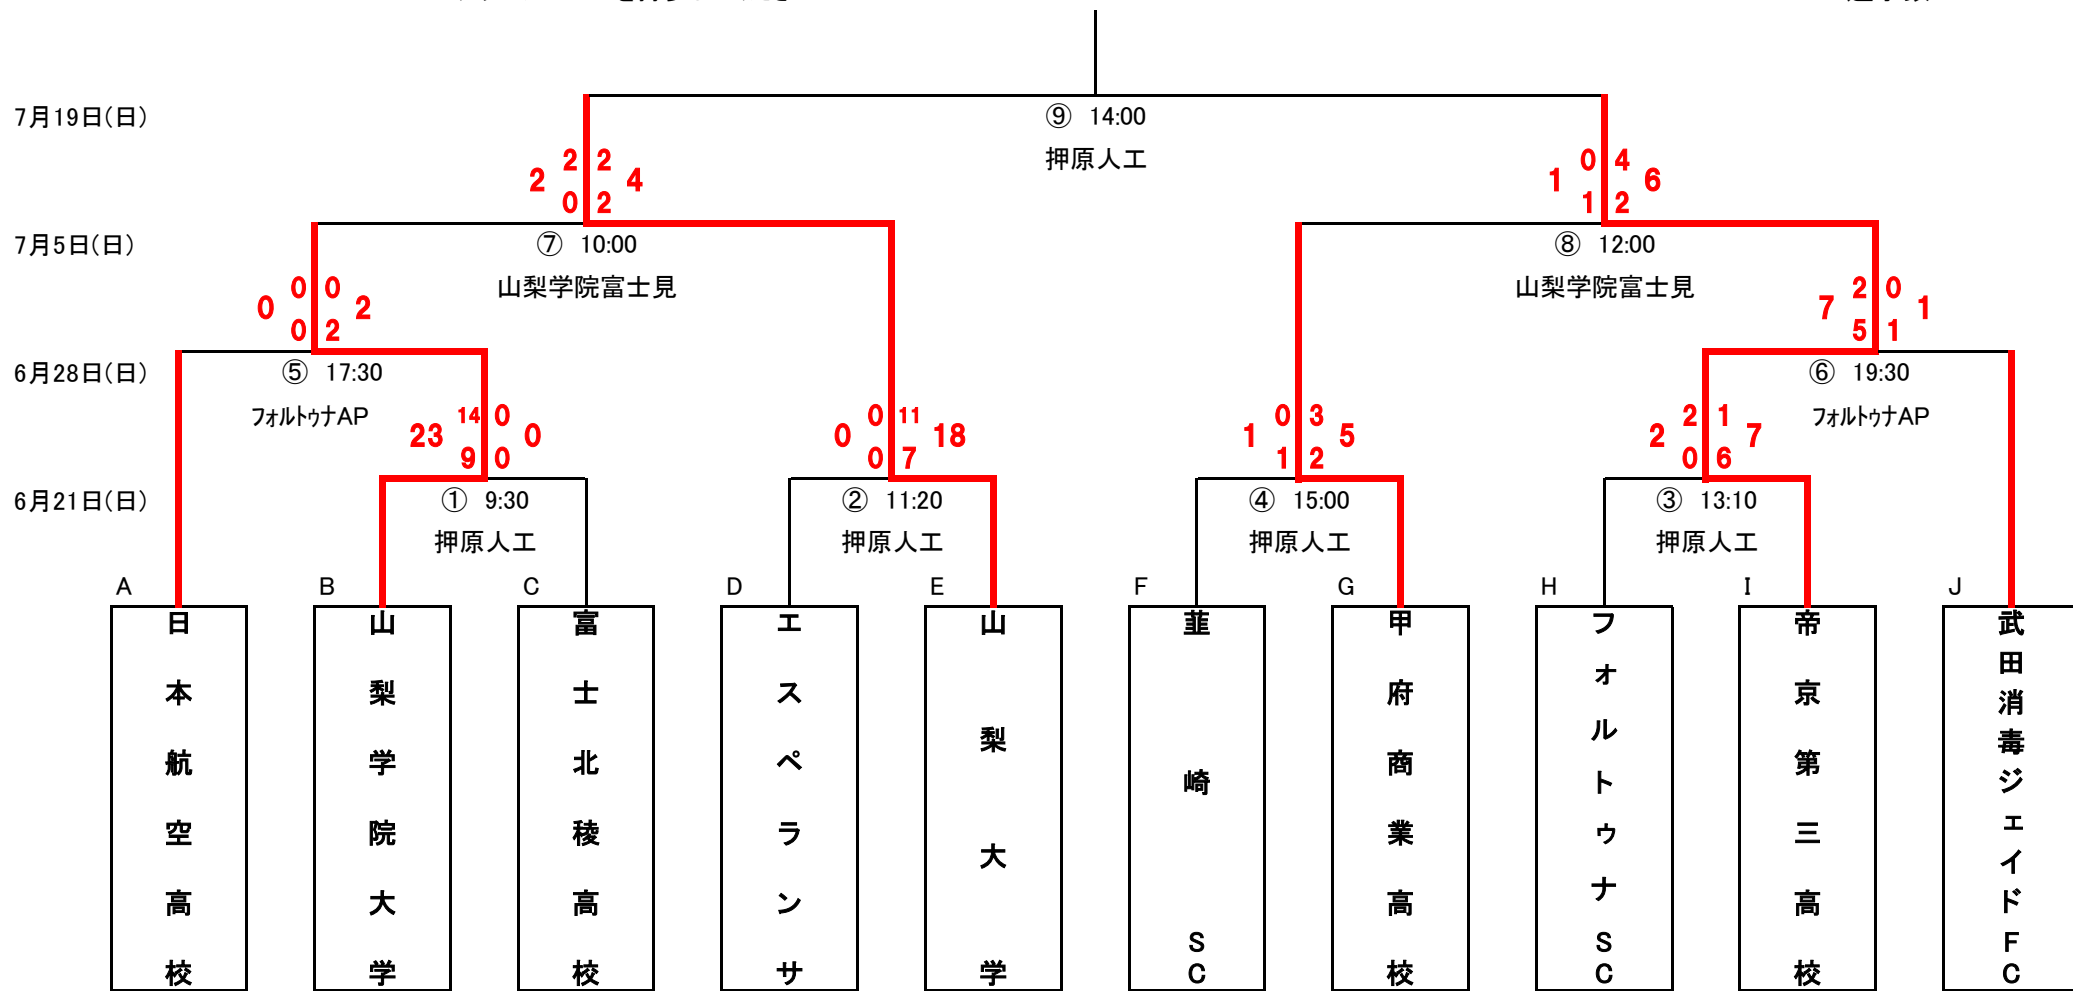 7月19日(日)
⑨ 14:00
押原人工
2 2 2 4
0 2
1 0 4 6
1 2
7月5日(日)
⑦ 10:00
山梨学院富士見
⑧ 12:00
山梨学院富士見
0 0 0 2
0 2
7 2 0 1
5 1
6月28日(日)
⑤ 17:30
フォルトゥナAP
⑥ 19:30
フォルトゥナAP
23 14 0 0
9 0
0 0 11 18
0 7
1 0 3 5
1 2
2 2 1 7
0 6
6月21日(日)
① 9:30
押原人工
② 11:20
押原人工
④ 15:00
押原人工
③ 13:10
押原人工
A
日本航空高校
B
山梨学院大学
C
富士北稜高校
D
エスペランサ
E
山梨大学
F
韮崎SC
G
甲府商業高校
H
フォルトゥナSC
I
帝京第三高校
J
武田消毒ジェイドFC